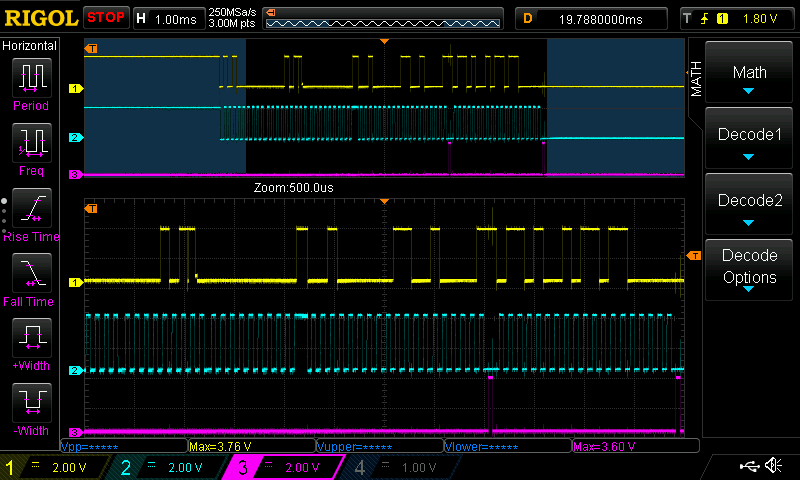 RIGOL STOP H 1.00ms 250MSa/s 3.00M pts D 19.7880000ms T 1 1.80 V
Horizontal
Period
Freq
Rise Time
Fall Time
+Width
-Width
T
1
2
3
Zoom:500.0us
T
1
T
2
3
MATH
Math
Decode1
Decode2
Decode
Options
Vpp=***** Max=3.76 V Vupper=***** Vlower=***** Max=3.60 V
1 2.00 V 2 2.00 V 3 2.00 V 4 1.00 V